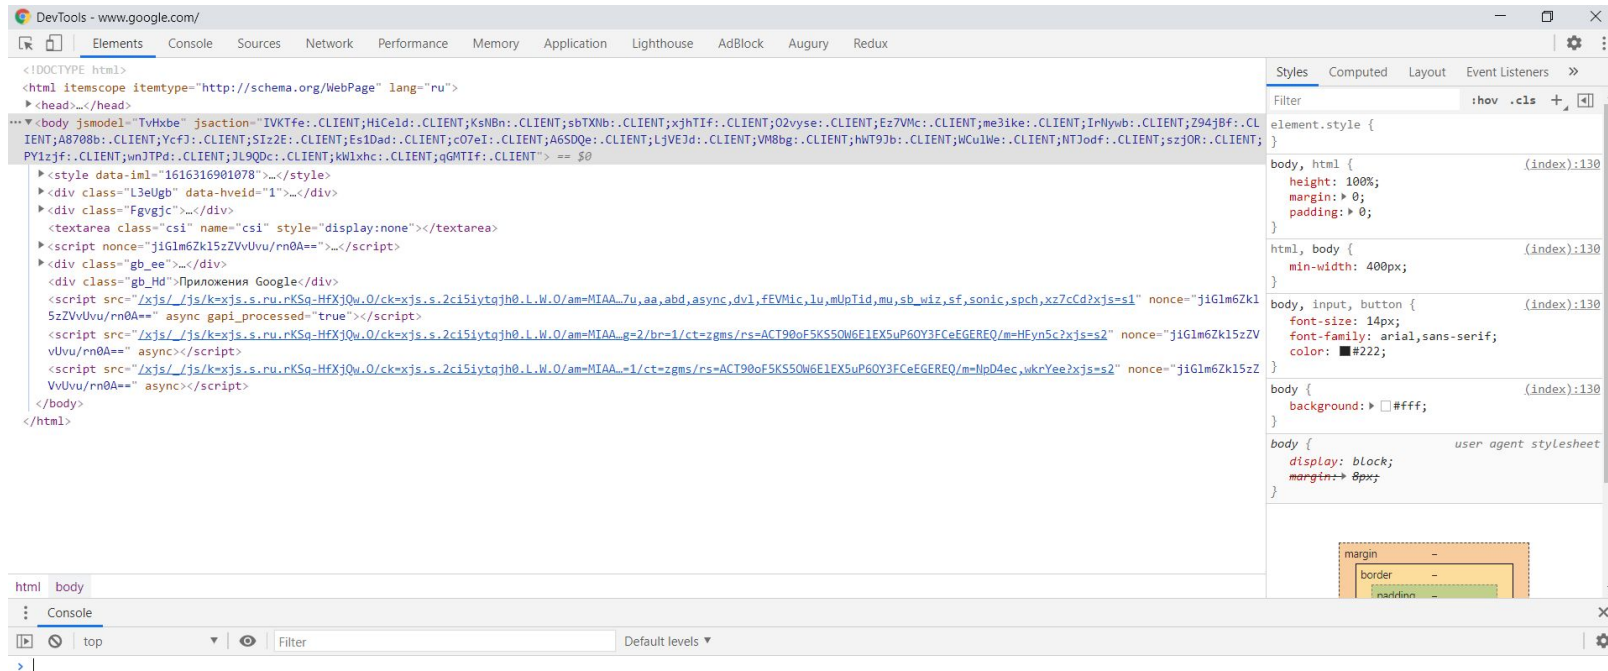 DevTools - www.google.com/
Elements Console Sources Network Performance Memory Application Lighthouse AdBlock Augury Redux
<!DOCTYPE html>
<html itemscope itemtype="http://schema.org/WebPage" lang="ru">
<head>…</head>
<body jsmodel="TvHxbe" jsaction="IVKTfe:.CLIENT;HiCeld:.CLIENT;KsNBn:.CLIENT;sbTXNb:.CLIENT;xjhTIf:.CLIENT;O2vyse:.CLIENT;Ez7VMc:.CLIENT;me3ike:.CLIENT;IrNywb:.CLIENT;Z94jBf:.CL
IENT;A8708b:.CLIENT;YcfJ:.CLIENT;SIz2E:.CLIENT;Es1Dad:.CLIENT;cO7eI:.CLIENT;A6SDQe:.CLIENT;LjVEJd:.CLIENT;VM8bg:.CLIENT;hWT9Jb:.CLIENT;WCulWe:.CLIENT;NTJodf:.CLIENT;szjOR:.CLIENT;
PY1zjf:.CLIENT;wnJTPd:.CLIENT;JL9QDc:.CLIENT;kWlxhc:.CLIENT;qGMTIf:.CLIENT"> == $0
<style data-iml="1616316901078">…</style>
<div class="L3eUgb" data-hveid="1">…</div>
<div class="Fgvgjc">…</div>
<textarea class="csi" name="csi" style="display:none"></textarea>
<script nonce="jiGlm6Zkl5zZVvUvu/rn0A==">…</script>
<div class="gb_ee">…</div>
<div class="gb_Hd">Приложения Google</div>
<script src="/xjs/_/js/k=xjs.s.ru.rKSq-HfXjQw.O/ck=xjs.s.2ci5iytqjh0.L.W.O/am=MIAA…7u,aa,abd,async,dvl,fEVMic,lu,mUpTid,mu,sb_wiz,sf,sonic,spch,xz7cCd?xjs=s1" nonce="jiGlm6Zkl
5zZVvUvu/rn0A==" async gapi_processed="true"></script>
<script src="/xjs/_/js/k=xjs.s.ru.rKSq-HfXjQw.O/ck=xjs.s.2ci5iytqjh0.L.W.O/am=MIAA…g=2/br=1/ct=zgms/rs=ACT90oF5KS5OW6ElEX5uP6OY3FCeEGEREQ/m=HFyn5c?xjs=s2" nonce="jiGlm6Zkl5zZV
vUvu/rn0A==" async></script>
<script src="/xjs/_/js/k=xjs.s.ru.rKSq-HfXjQw.O/ck=xjs.s.2ci5iytqjh0.L.W.O/am=MIAA…=1/ct=zgms/rs=ACT90oF5KS5OW6ElEX5uP6OY3FCeEGEREQ/m=NpD4ec,wkrYee?xjs=s2" nonce="jiGlm6Zkl5zZ
VvUvu/rn0A==" async></script>
</body>
</html>
html body
Styles Computed Layout Event Listeners »
Filter :hov .cls +
element.style {
}
body, html { (index):130
height: 100%;
margin: 0;
padding: 0;
}
html, body { (index):130
min-width: 400px;
}
body, input, button { (index):130
font-size: 14px;
font-family: arial,sans-serif;
color: #222;
}
body { (index):130
background: #fff;
}
body { user agent stylesheet
display: block;
margin: 8px;
}
margin –
border –
padding –
Console
top Filter Default levels
>